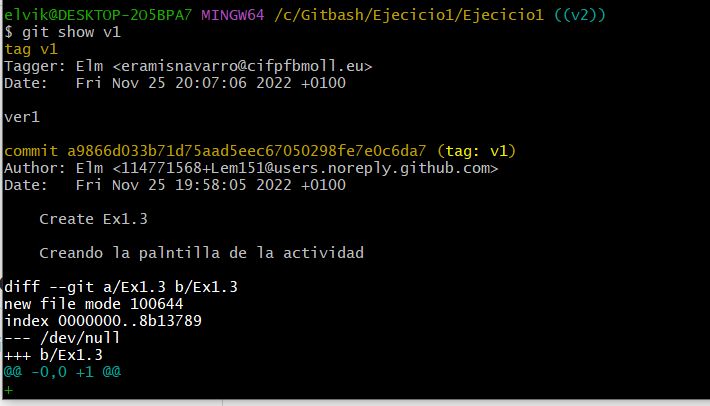 elvik@DESKTOP-2O5BPA7 MINGW64 /c/Gitbash/Ejecicio1/Ejecicio1 ((v2))
$ git show v1
tag v1
Tagger: Elm <eramisnavarro@cifpfbmoll.eu>
Date:   Fri Nov 25 20:07:06 2022 +0100

ver1

commit a9866d033b71d75aad5eec67050298fe7e0c6da7 (tag: v1)
Author: Elm <114771568+Lem151@users.noreply.github.com>
Date:   Fri Nov 25 19:58:05 2022 +0100

    Create Ex1.3

    Creando la palntilla de la actividad

diff --git a/Ex1.3 b/Ex1.3
new file mode 100644
index 0000000..8b13789
--- /dev/null
+++ b/Ex1.3
@@ -0,0 +1 @@
+